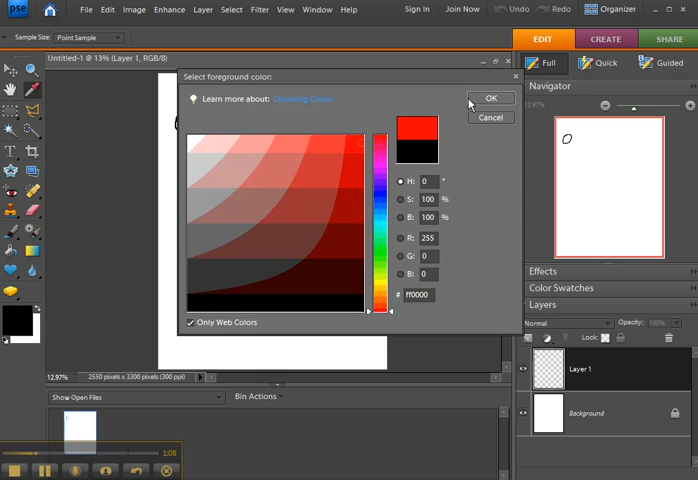 pse File Edit Image Enhance Layer Select Filter View Window Help Sign In Join Now Undo Redo Organizer
Sample Size: Point Sample EDIT CREATE SHARE
Untitled-1 @ 13% (Layer 1, RGB/8)
Full Quick Guided
Select foreground color:
Navigator
Learn more about: Choosing Colors OK
12.97%
Cancel
H: 0 °
S: 100 %
B: 100 %
R: 255
G: 0
B: 0
# ff0000
Only Web Colors
Effects
Color Swatches
Layers
Normal Opacity: 100%
Lock:
Layer 1
Background
12.97% 2550 pixels x 3300 pixels (300 ppi)
Show Open Files Bin Actions
1:08